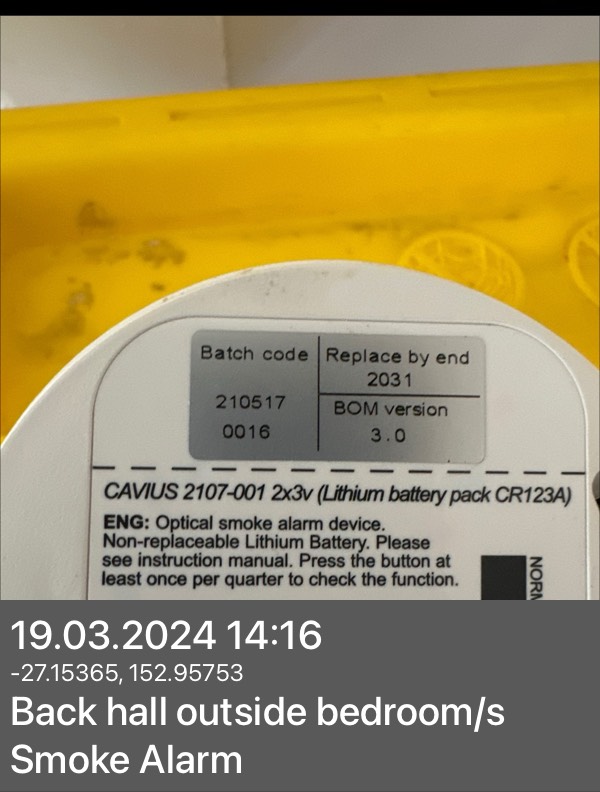 Batch code
210517
0016
Replace by end
2031
BOM version
3.0
CAVIUS 2107-001 2x3v (Lithium battery pack CR123A)
ENG: Optical smoke alarm device.
Non-replaceable Lithium Battery. Please
see instruction manual. Press the button at
least once per quarter to check the function.
19.03.2024 14:16
-27.15365, 152.95753
Back hall outside bedroom/s
Smoke Alarm